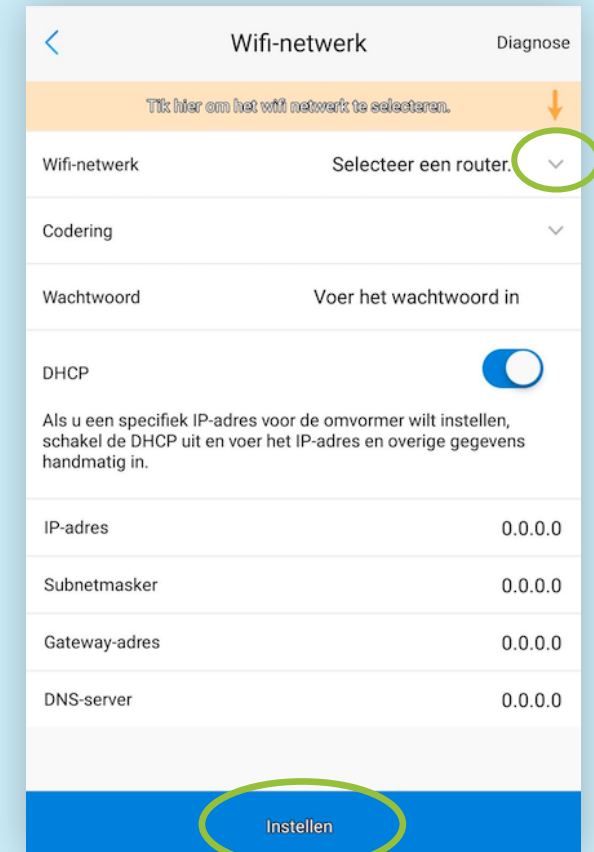 Wifi-netwerk Diagnose
Tik hier om het wifi netwerk te selecteren.
Wifi-netwerk Selecteer een router.
Codering
Wachtwoord Voer het wachtwoord in
DHCP
Als u een specifiek IP-adres voor de omvormer wilt instellen,
schakel de DHCP uit en voer het IP-adres en overige gegevens
handmatig in.
IP-adres 0.0.0.0
Subnetmasker 0.0.0.0
Gateway-adres 0.0.0.0
DNS-server 0.0.0.0
Instellen